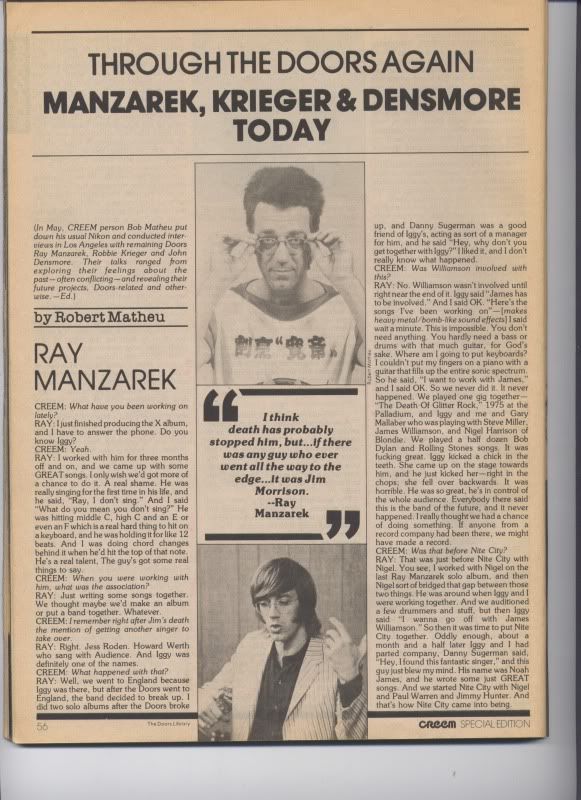 THROUGH THE DOORS AGAIN
MANZAREK, KRIEGER & DENSMORE
TODAY
(In May, CREEM person Bob Matheu put
down his usual Nikon and conducted inter-
views in Los Angeles with remaining Doors
Ray Manzarek, Robbie Krieger and John
Densmore. Their talks ranged from
exploring their feelings about the
past—often conflicting—and revealing their
future projects, Doors-related and other-
wise.—Ed.)
by Robert Matheu
RAY
MANZAREK
CREEM: What have you been working on
lately?
RAY: I just finished producing the X album,
and I have to answer the phone. Do you
know Iggy?
CREEM: Yeah.
RAY: I worked with him for three months
off and on, and we came up with some
GREAT songs. I only wish we'd got more of
a chance to do it. A real shame. He was
really singing for the first time in his life, and
he said, "Ray, I don't sing." And I said
"What do you mean you don't sing?" He
was hitting middle C, high C and an E or
even an F which is a real hard thing to hit on
a keyboard, and he was holding it for like 12
beats. And I was doing chord changes
behind it when he'd hit the top of that note.
He's a real talent, The guy's got some real
things to say.
CREEM: When you were working with
him, what was the association?
RAY: Just writing some songs together.
We thought maybe we'd make an album
or put a band together. Whatever.
CREEM: I remember right after Jim's death
the mention of getting another singer to
take over.
RAY: Right. Jess Roden. Howard Werth
who sang with Audience. And Iggy was
definitely one of the names.
CREEM: What happened with that?
RAY: Well, we went to England because
Iggy was there, but after the Doors went to
England, the band decided to break up. I
did two solo albums after the Doors broke
Robert Matheu
“
I think
death has probably
stopped him, but...if there
was any guy who ever
went all the way to the
edge...it was Jim
Morrison.
--Ray
Manzarek
”
up, and Danny Sugerman was a good
friend of Iggy's, acting as sort of a manager
for him, and he said "Hey, why don't you
get together with Iggy?" I liked it, and I don't
really know what happened.
CREEM: Was Williamson involved with
this?
RAY: No. Williamson wasn't involved until
right near the end of it. Iggy said "James has
to be involved." And I said OK. "Here's the
songs I've been working on"—[makes
heavy metal/bomb-like sound effects] I said
wait a minute. This is impossible. You don't
need anything. You hardly need a bass or
drums with that much guitar, for God's
sake. Where am I going to put keyboards?
I couldn't put my fingers on a piano with a
guitar that fills up the entire sonic spectrum.
So he said, "I want to work with James,"
and I said OK. So we never did it. It never
happened. We played one gig together—
"The Death Of Glitter Rock," 1975 at the
Palladium, and Iggy and me and Gary
Mallaber who was playing with Steve Miller,
James Williamson, and Nigel Harrison of
Blondie. We played a half dozen Bob
Dylan and Rolling Stones songs. It was
fucking great. Iggy kicked a chick in the
teeth. She came up on the stage towards
him, and he just kicked her—right in the
chops; she fell over backwards. It was
horrible. He was so great, he's in control of
the whole audience. Everybody there said
this is the band of the future, and it never
happened. I really thought we had a chance
of doing something. If anyone from a
record company had been there, we might
have made a record.
CREEM: Was that before Nite City?
RAY: That was just before Nite City with
Nigel. You see, I worked with Nigel on the
last Ray Manzarek solo album, and then
Nigel sort of bridged that gap between those
two things. He was around when Iggy and I
were working together. And we auditioned
a few drummers and stuff, but then Iggy
said "I wanna go off with James
Williamson." So then it was time to put Nite
City together. Oddly enough, about a
month and a half later Iggy and I had
parted company, Danny Sugerman said,
"Hey, I found this fantastic singer," and this
guy just blew my mind. His name was Noah
James, and he wrote some just GREAT
songs. And we started Nite City with Nigel
and Paul Warren and Jimmy Hunter. And
that's how Nite City came into being.
56
The Doors Library
CREEM SPECIAL EDITION